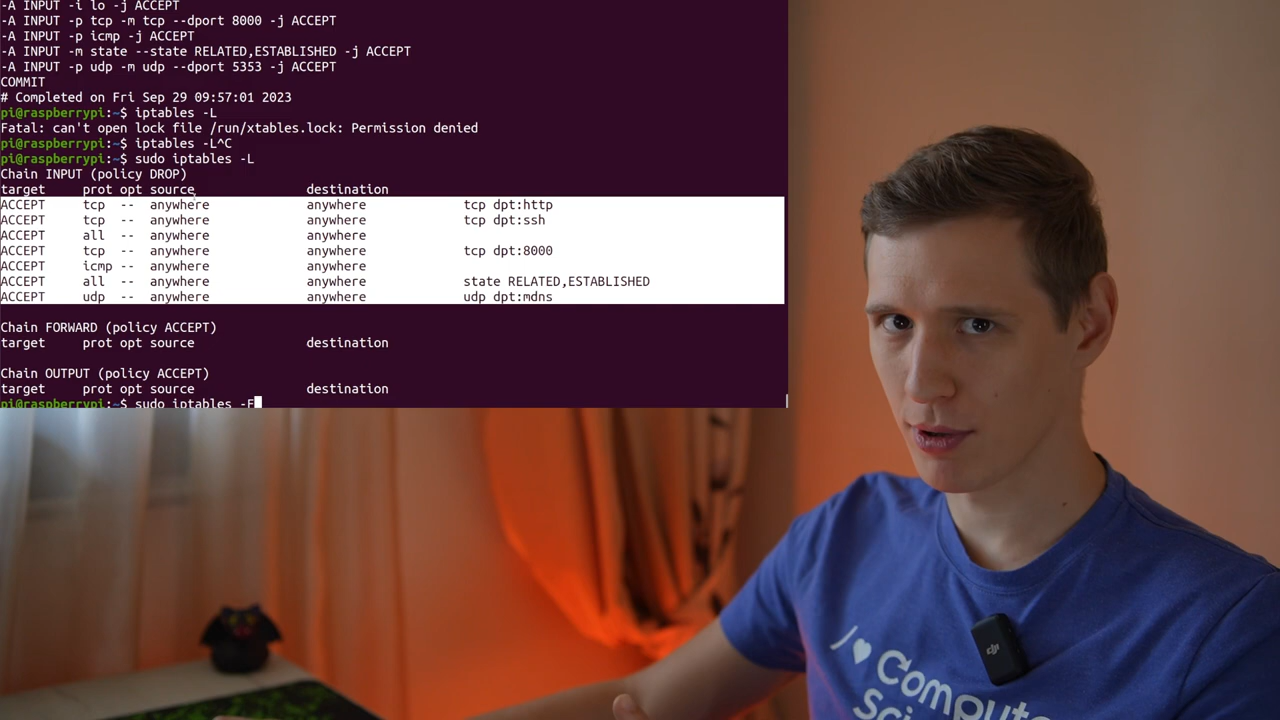 -A INPUT -i lo -j ACCEPT
-A INPUT -p tcp -m tcp --dport 8000 -j ACCEPT
-A INPUT -p icmp -j ACCEPT
-A INPUT -m state --state RELATED,ESTABLISHED -j ACCEPT
-A INPUT -p udp -m udp --dport 5353 -j ACCEPT
COMMIT
# Completed on Fri Sep 29 09:57:01 2023
pi@raspberrypi:~$ iptables -L
Fatal: can't open lock file /run/xtables.lock: Permission denied
pi@raspberrypi:~$ iptables -L^C
pi@raspberrypi:~$ sudo iptables -L
Chain INPUT (policy DROP)
target prot opt source destination
ACCEPT tcp -- anywhere anywhere tcp dpt:http
ACCEPT tcp -- anywhere anywhere tcp dpt:ssh
ACCEPT all -- anywhere anywhere
ACCEPT tcp -- anywhere anywhere tcp dpt:8000
ACCEPT icmp -- anywhere anywhere
ACCEPT all -- anywhere anywhere state RELATED,ESTABLISHED
ACCEPT udp -- anywhere anywhere udp dpt:mdns
Chain FORWARD (policy ACCEPT)
target prot opt source destination
Chain OUTPUT (policy ACCEPT)
target prot opt source destination
pi@raspberrypi:~$ sudo iptables -F
I ♥ Compute
Sci
dji